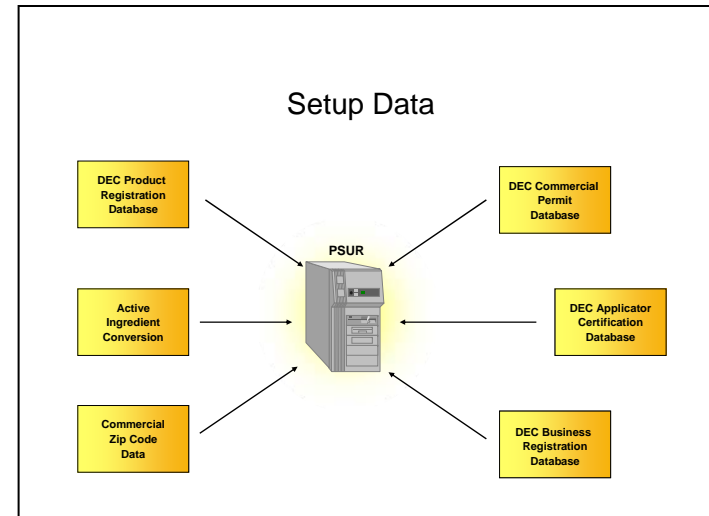 Setup Data
DEC Product
Registration
Database
DEC Commercial
Permit
Database
PSUR
Active
Ingredient
Conversion
DEC Applicator
Certification
Database
Commercial
Zip Code
Data
DEC Business
Registration
Database